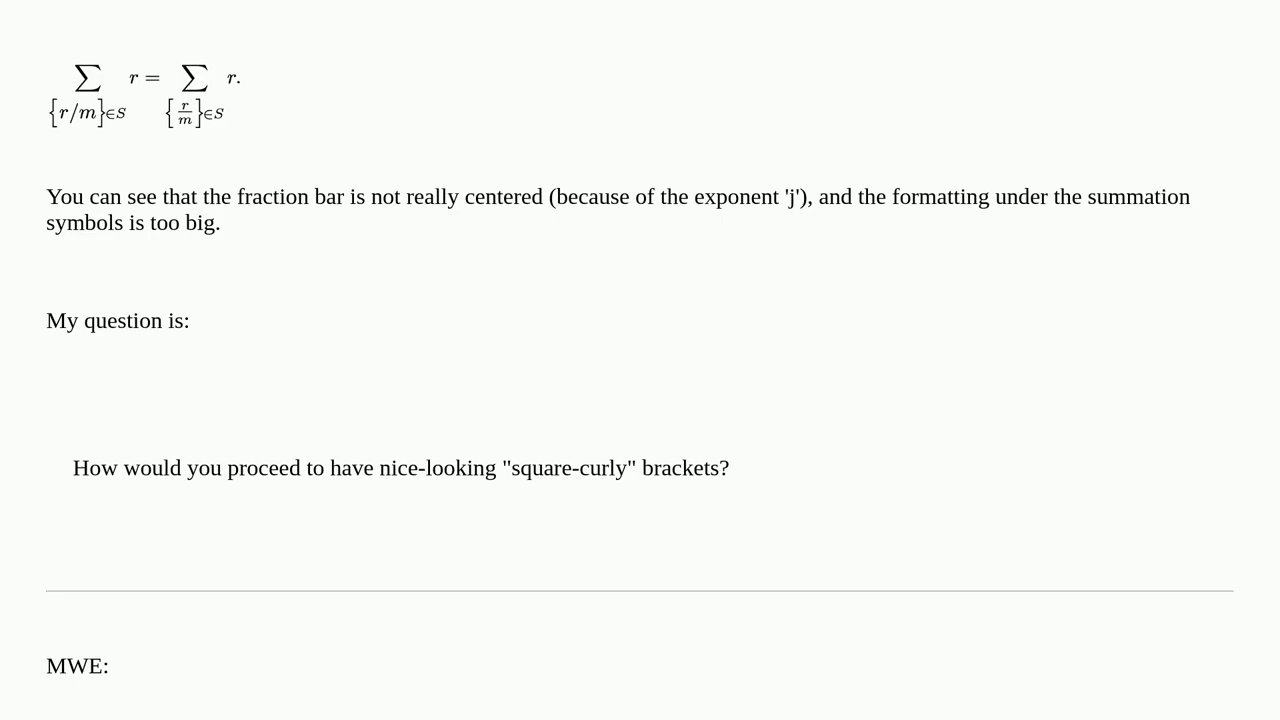 ∑ r = ∑ r.
{r/m]∈S {r/m]∈S
You can see that the fraction bar is not really centered (because of the exponent 'j'), and the formatting under the summation
symbols is too big.
My question is:
How would you proceed to have nice-looking "square-curly" brackets?
MWE: